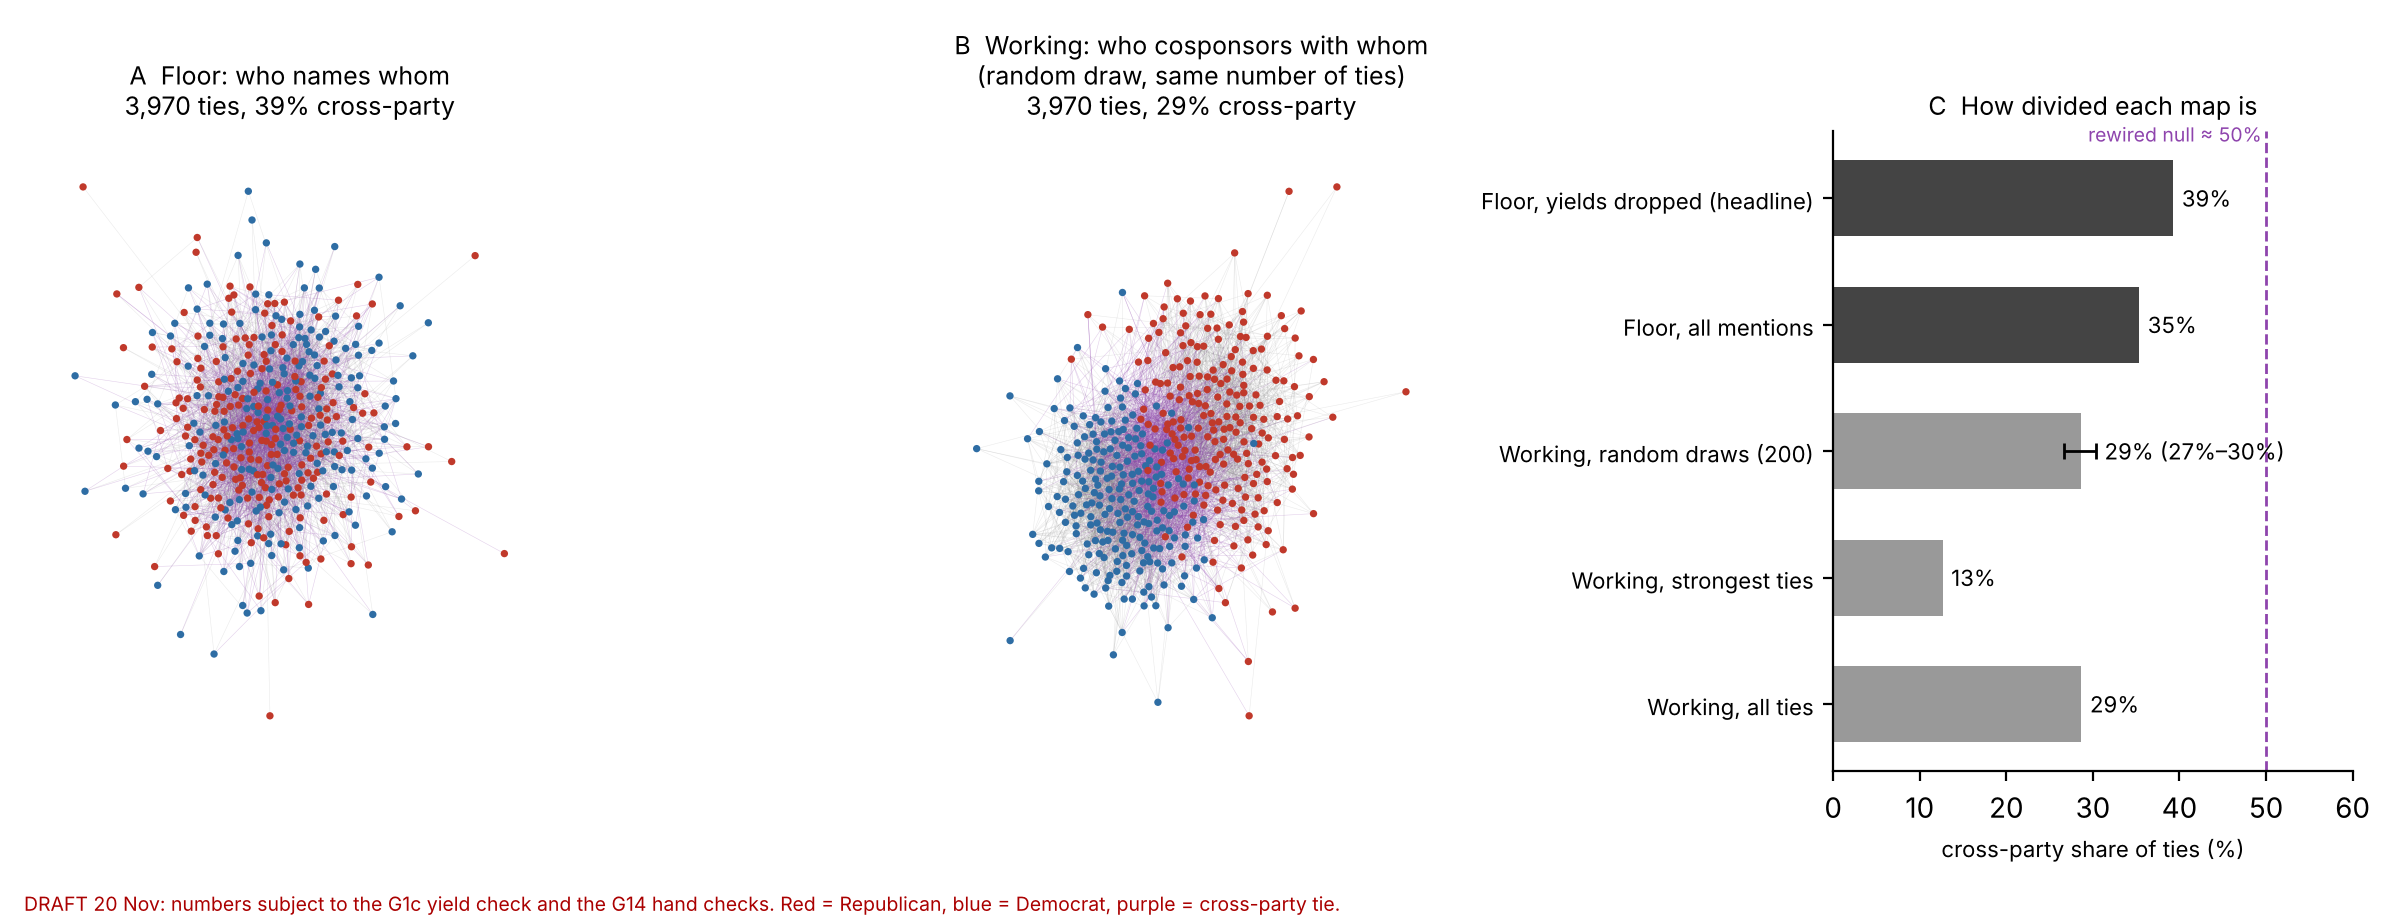 A  Floor: who names whom
3,970 ties, 39% cross-party
B  Working: who cosponsors with whom
(random draw, same number of ties)
3,970 ties, 29% cross-party
C  How divided each map is
rewired null ≈ 50%
Floor, yields dropped (headline)
39%
Floor, all mentions
35%
Working, random draws (200)
29% (27%–30%)
Working, strongest ties
13%
Working, all ties
29%
0 10 20 30 40 50 60
cross-party share of ties (%)
DRAFT 20 Nov: numbers subject to the G1c yield check and the G14 hand checks. Red = Republican, blue = Democrat, purple = cross-party tie.